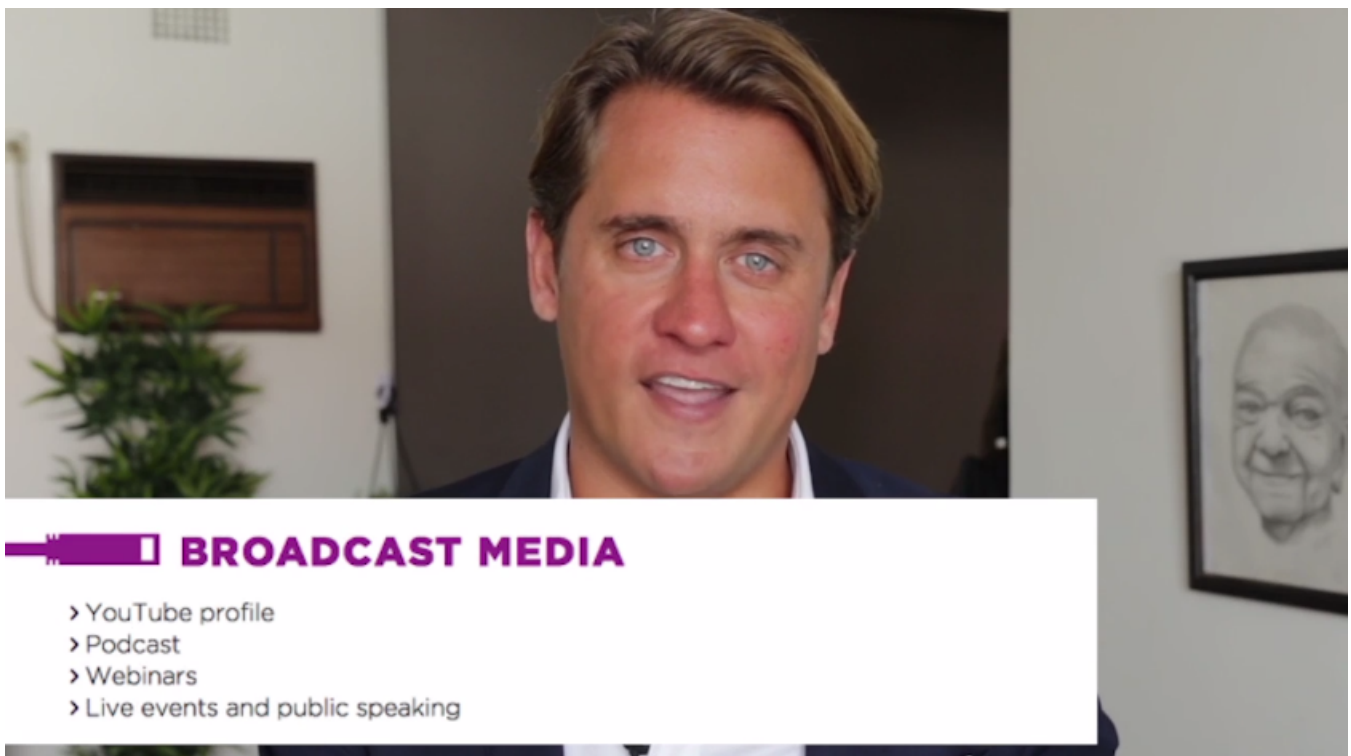 BROADCAST MEDIA
> YouTube profile
> Podcast
> Webinars
> Live events and public speaking